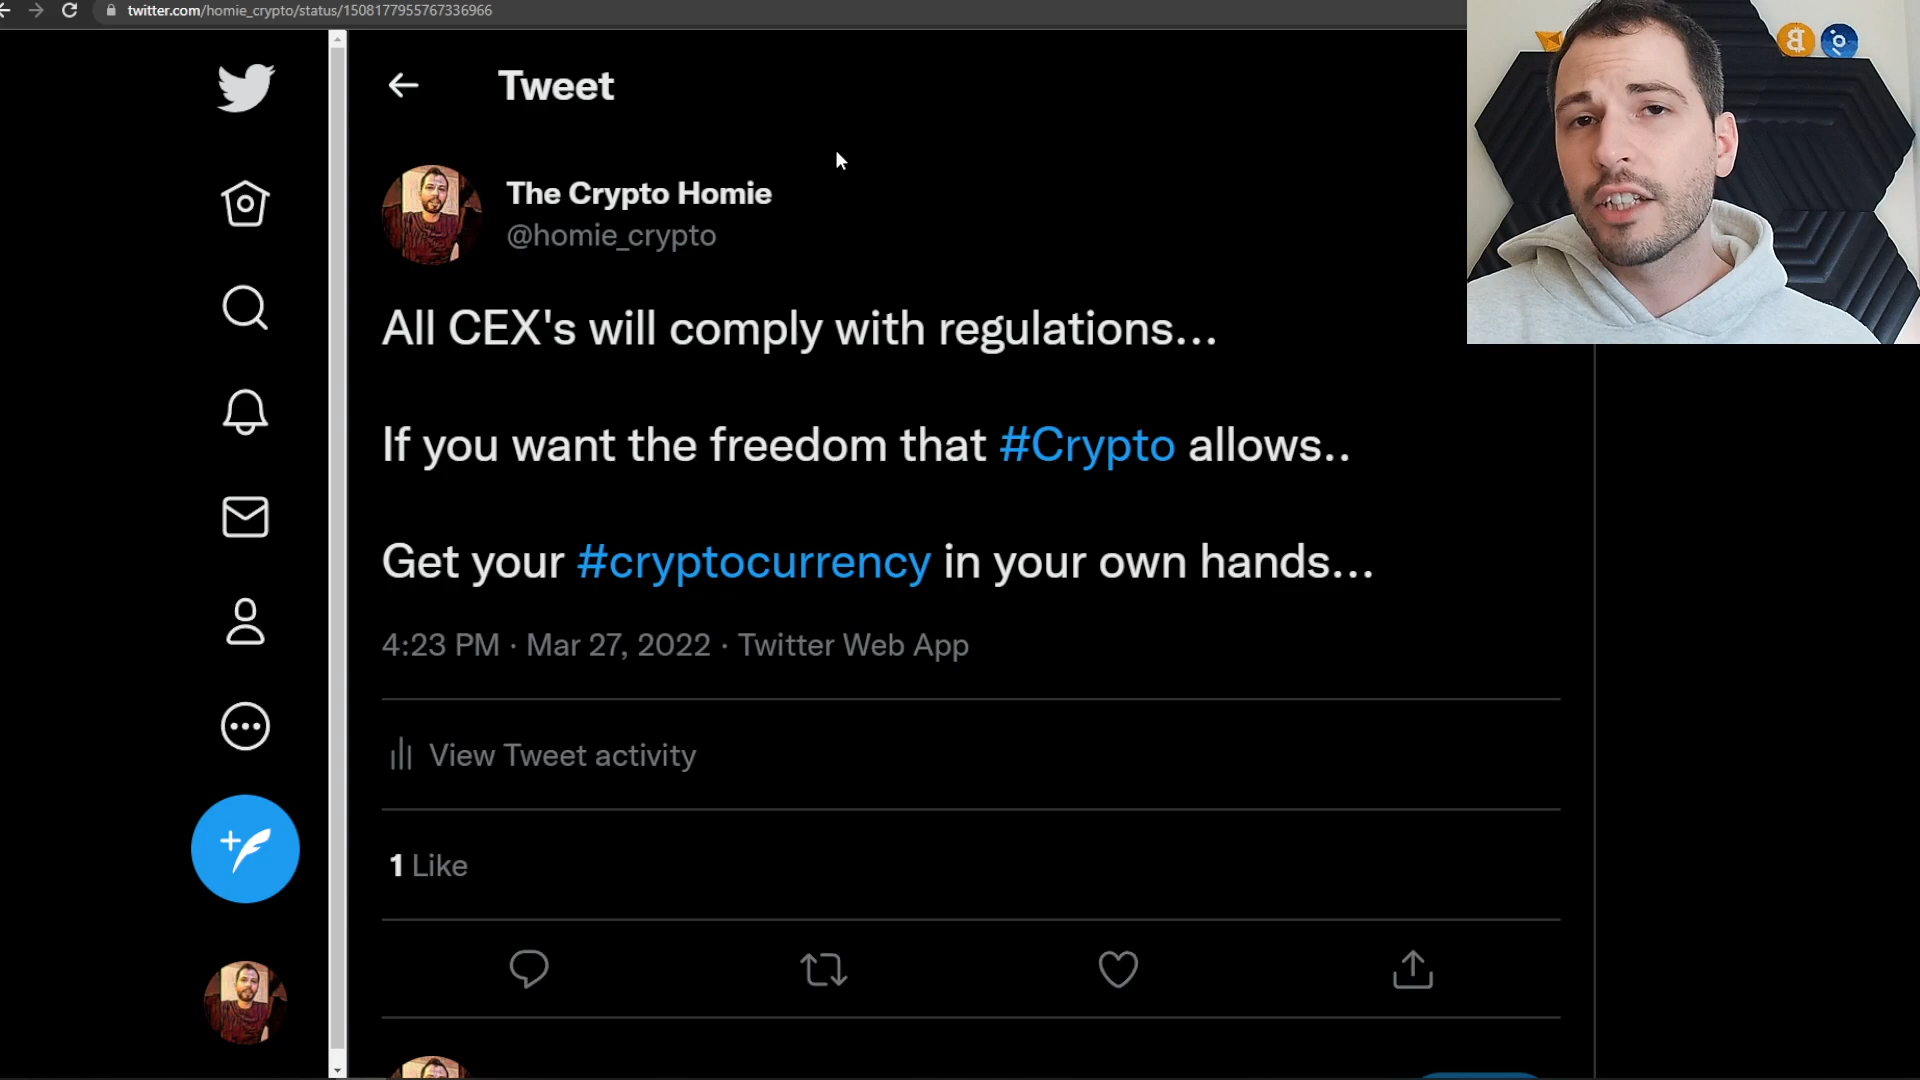 twitter.com/homie_crypto/status/1508177955767336966
Tweet
The Crypto Homie
@homie_crypto
All CEX's will comply with regulations...
If you want the freedom that #Crypto allows..
Get your #cryptocurrency in your own hands...
4:23 PM · Mar 27, 2022 · Twitter Web App
View Tweet activity
1 Like